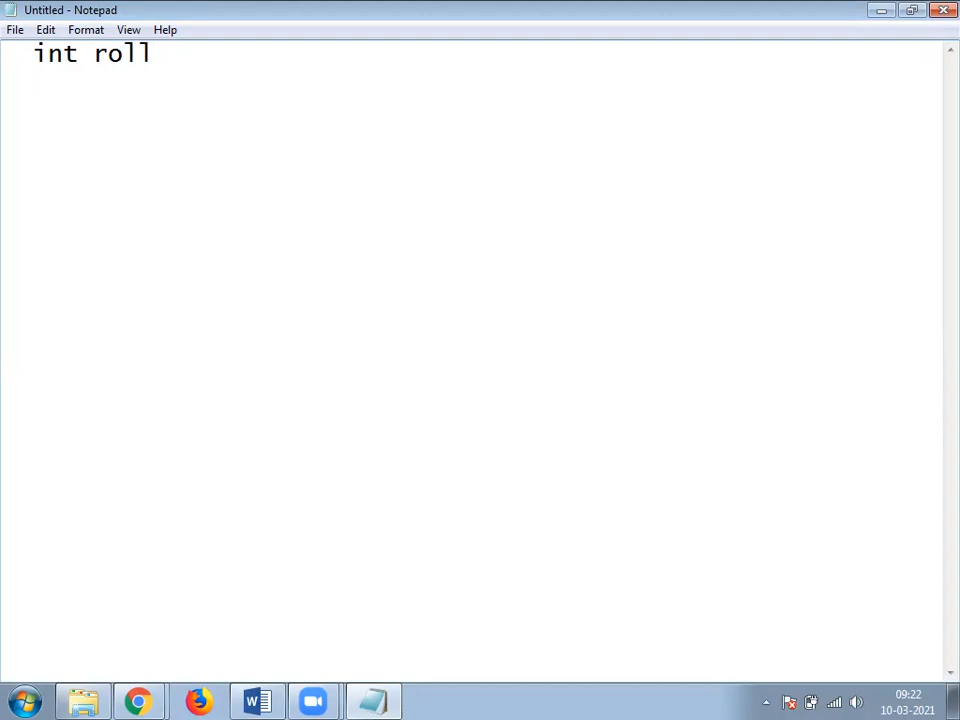 Untitled - Notepad
File Edit Format View Help
int roll
W
09:22
10-03-2021